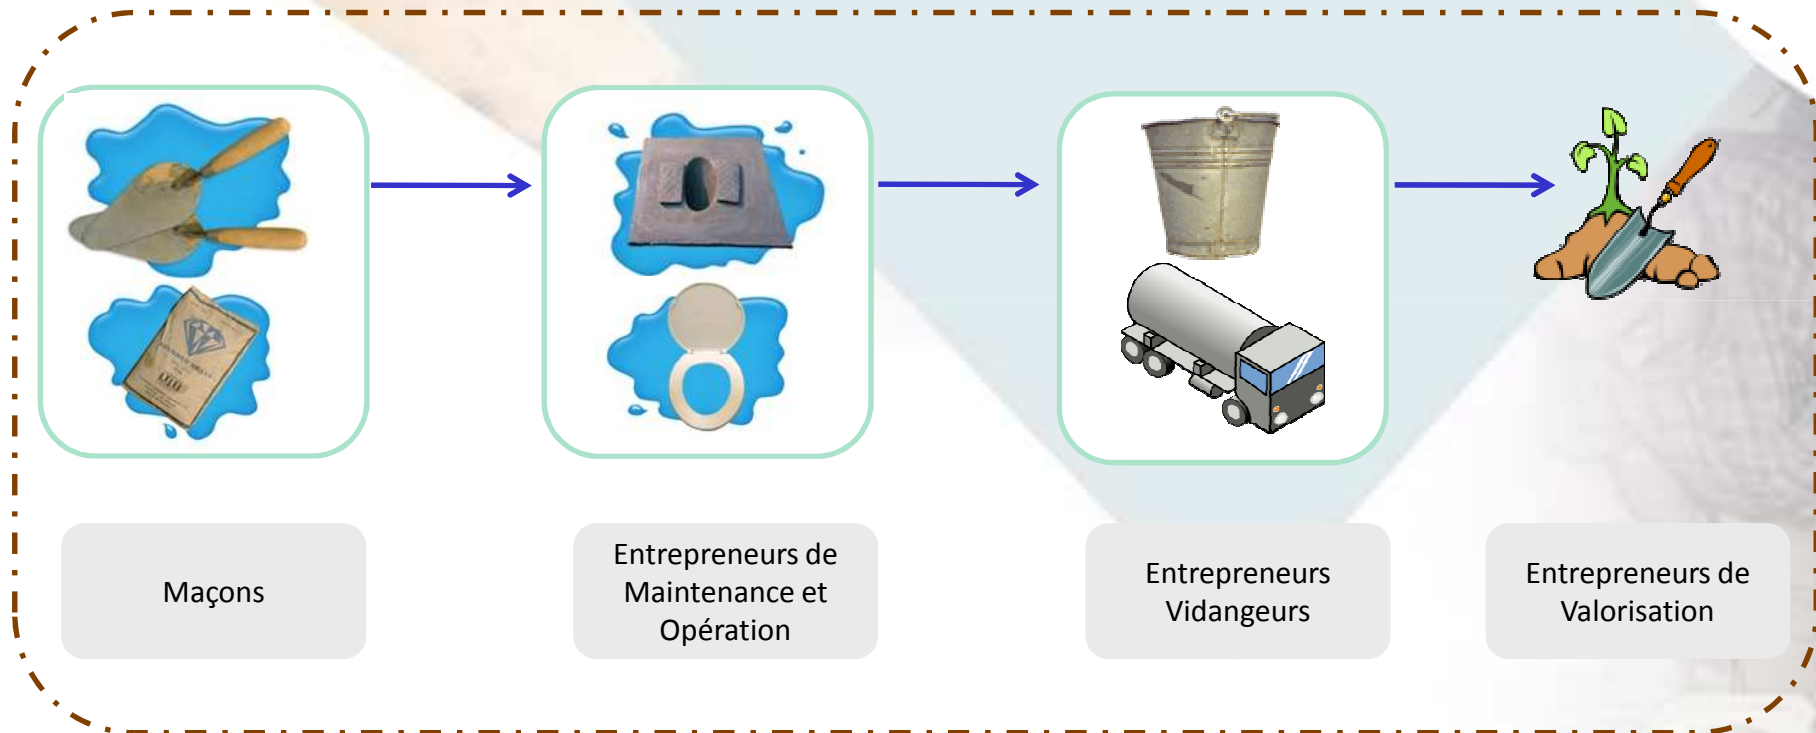 Maçons
Entrepreneurs de
Maintenance et
Opération
Entrepreneurs
Vidangeurs
Entrepreneurs de
Valorisation